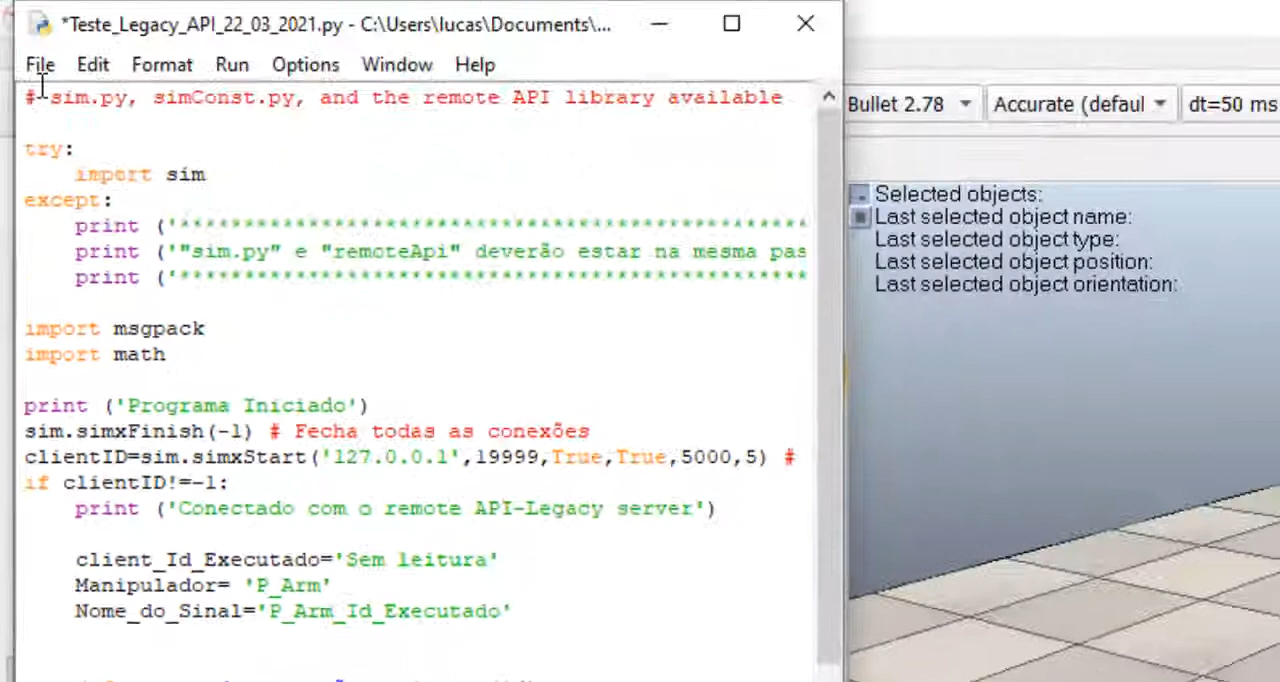 *Teste_Legacy_API_22_03_2021.py - C:\Users\lucas\Documents\...
File Edit Format Run Options Window Help
# sim.py, simConst.py, and the remote API library available
try:
import sim
except:
print ('**************************************************
print ('"sim.py" e "remoteApi" deverão estar na mesma pas
print ('**************************************************
import msgpack
import math
print ('Programa Iniciado')
sim.simxFinish(-1) # Fecha todas as conexões
clientID=sim.simxStart('127.0.0.1',19999,True,True,5000,5) #
if clientID!=-1:
print ('Conectado com o remote API-Legacy server')
client_Id_Executado='Sem leitura'
Manipulador= 'P_Arm'
Nome_do_Sinal='P_Arm_Id_Executado'
Bullet 2.78 Accurate (defaul dt=50 ms
Selected objects:
Last selected object name:
Last selected object type:
Last selected object position:
Last selected object orientation: